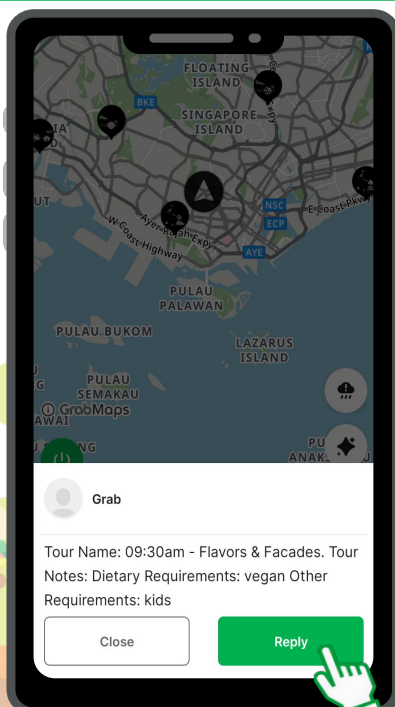 FLOATING
ISLAND
BKE
SINGAPORE
ISLAND
NSC
ECP
E Coast Pkwy
Ayer Rajah Expy
W Coast Highway
AYE
PULAU
PALAWAN
PULAU BUKOM
LAZARUS
ISLAND
PULAU
SEMAKAU
GrabMaps
Grab
Tour Name: 09:30am - Flavors & Facades. Tour
Notes: Dietary Requirements: vegan Other
Requirements: kids
Close
Reply